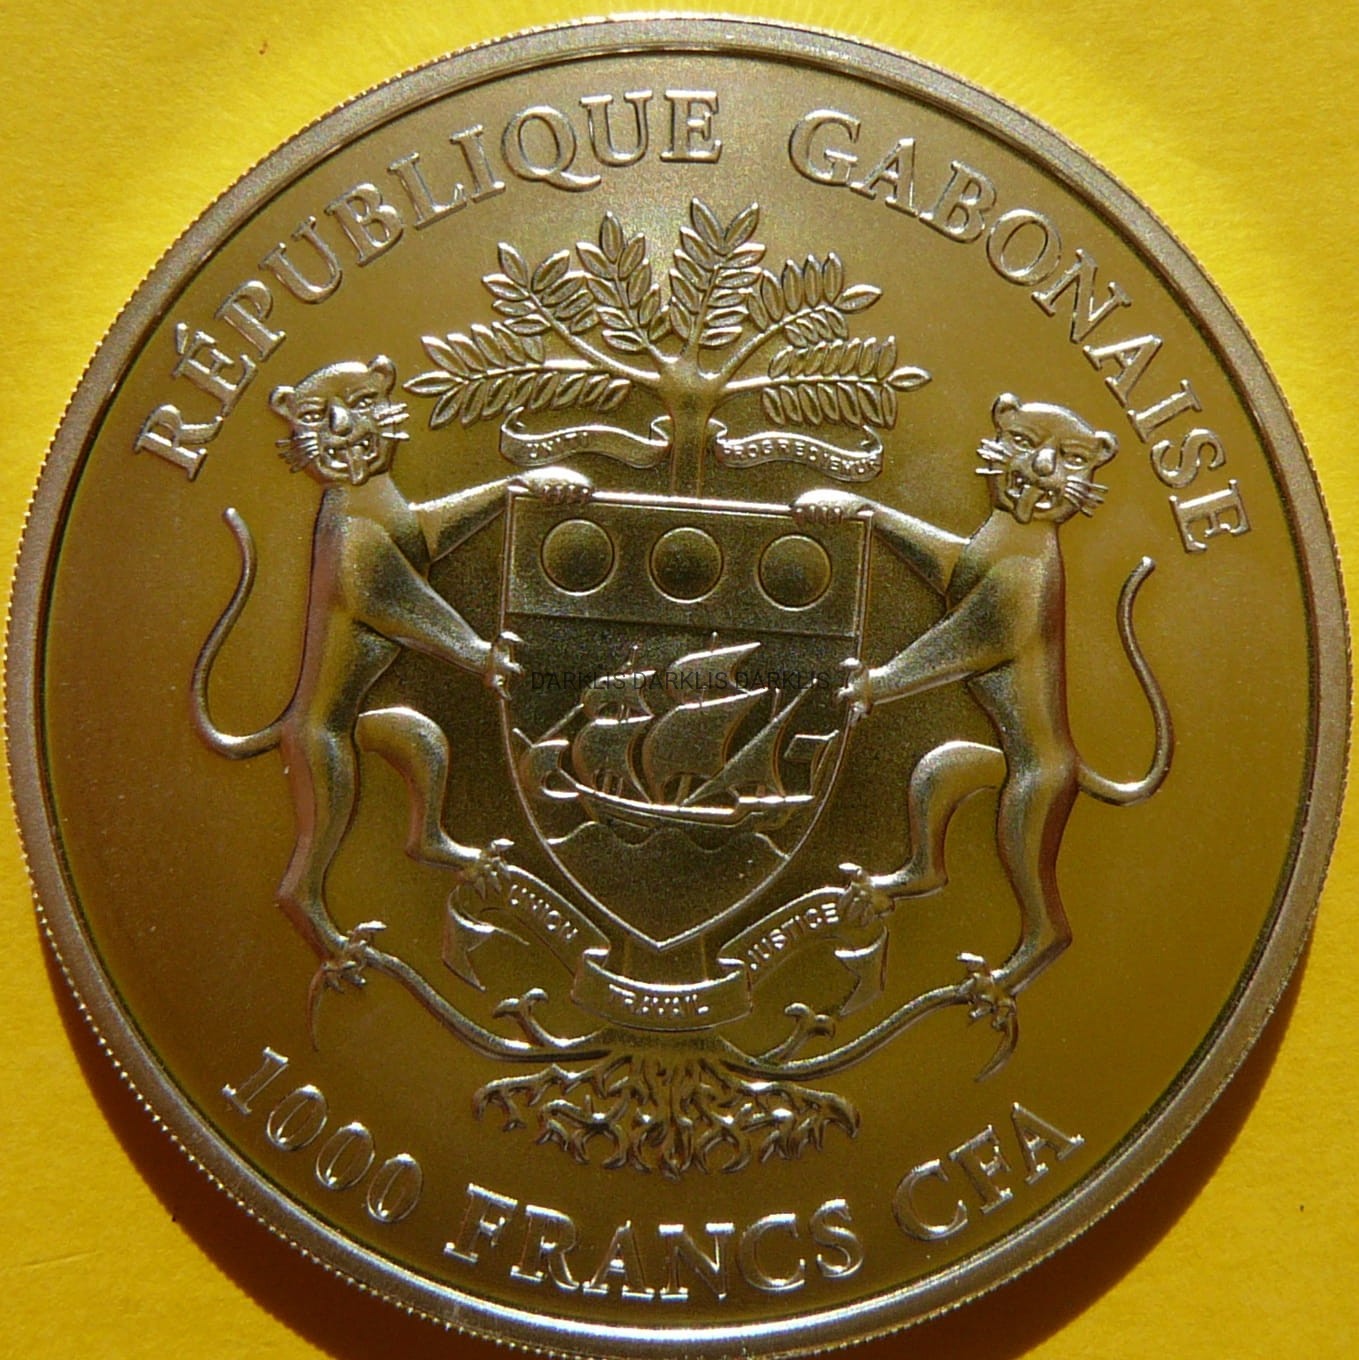 RÉPUBLIQUE GABONAISE
UNITI PROGREDIEMUR
DARKLIS DARKLIS DARKLIS
UNION
TRAVAIL
JUSTICE
1000 FRANCS CFA